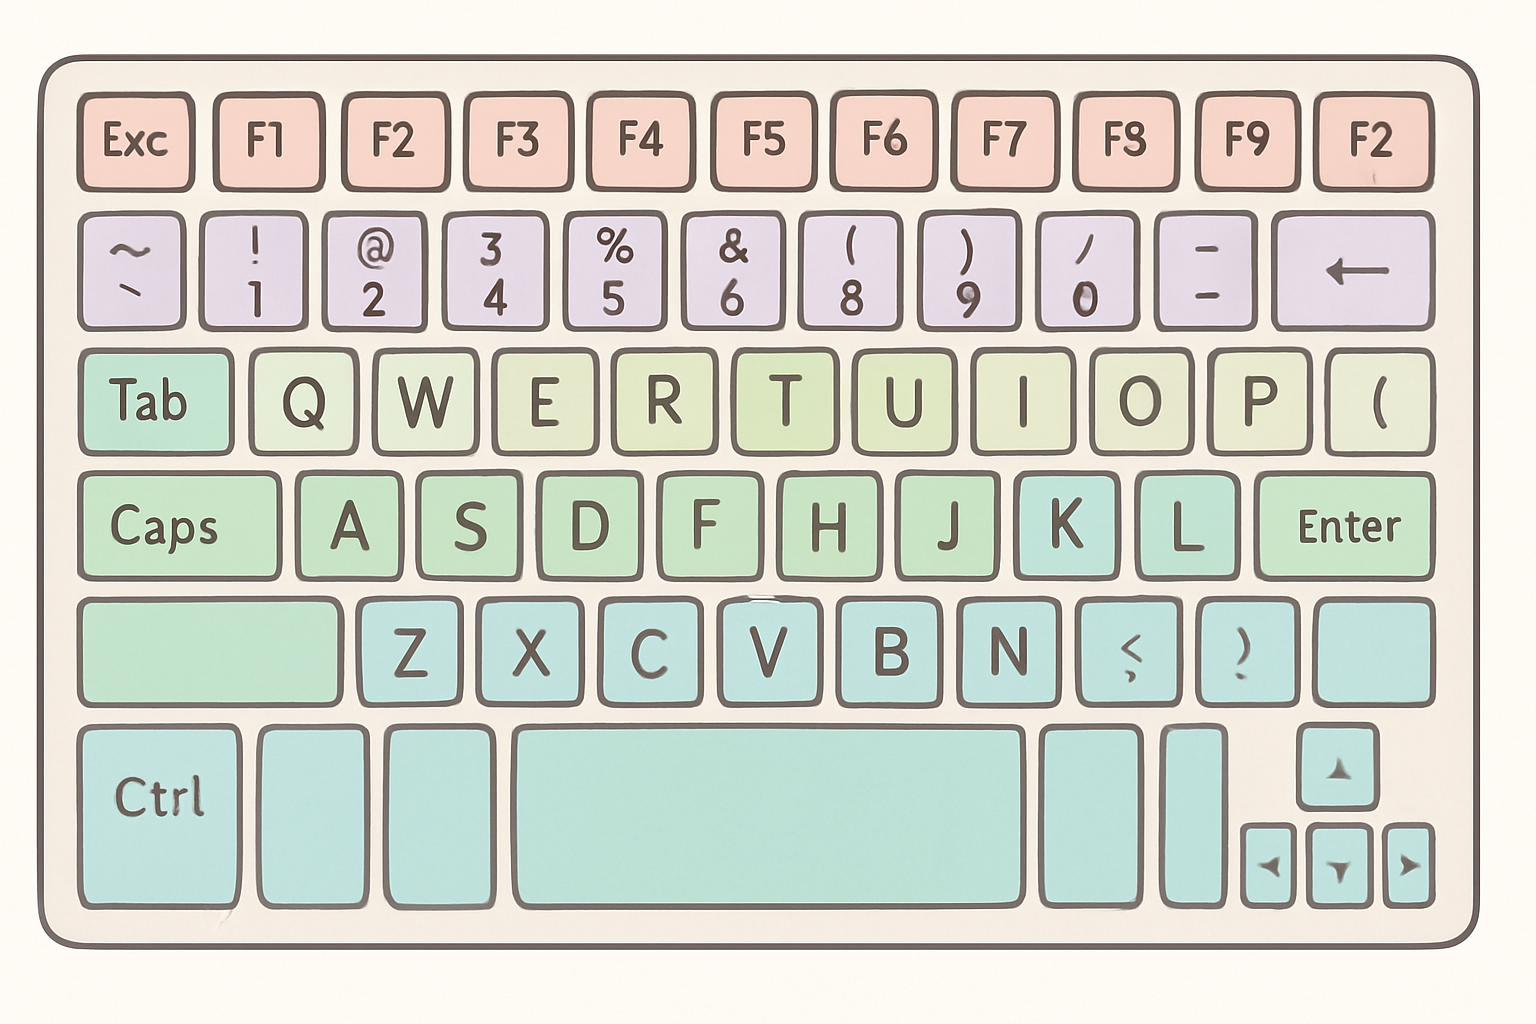 Exc F1 F2 F3 F4 F5 F6 F7 F8 F9 F2
~ ! @ 3 % & ( ) / – ←
` 1 2 4 5 6 8 9 0 –
Tab Q W E R T U I O P (
Caps A S D F H J K L Enter
Z X C V B N < )
, .
Ctrl ▲
◄ ▼ ►